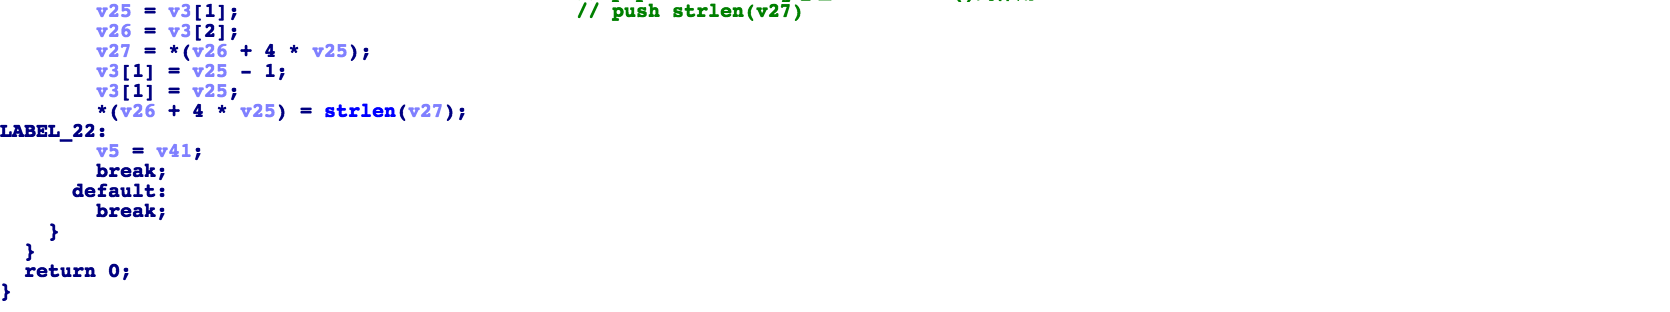 v25 = v3[1]; // push strlen(v27)
v26 = v3[2];
v27 = *(v26 + 4 * v25);
v3[1] = v25 - 1;
v3[1] = v25;
*(v26 + 4 * v25) = strlen(v27);
LABEL_22:
v5 = v41;
break;
default:
break;
}
}
return 0;
}